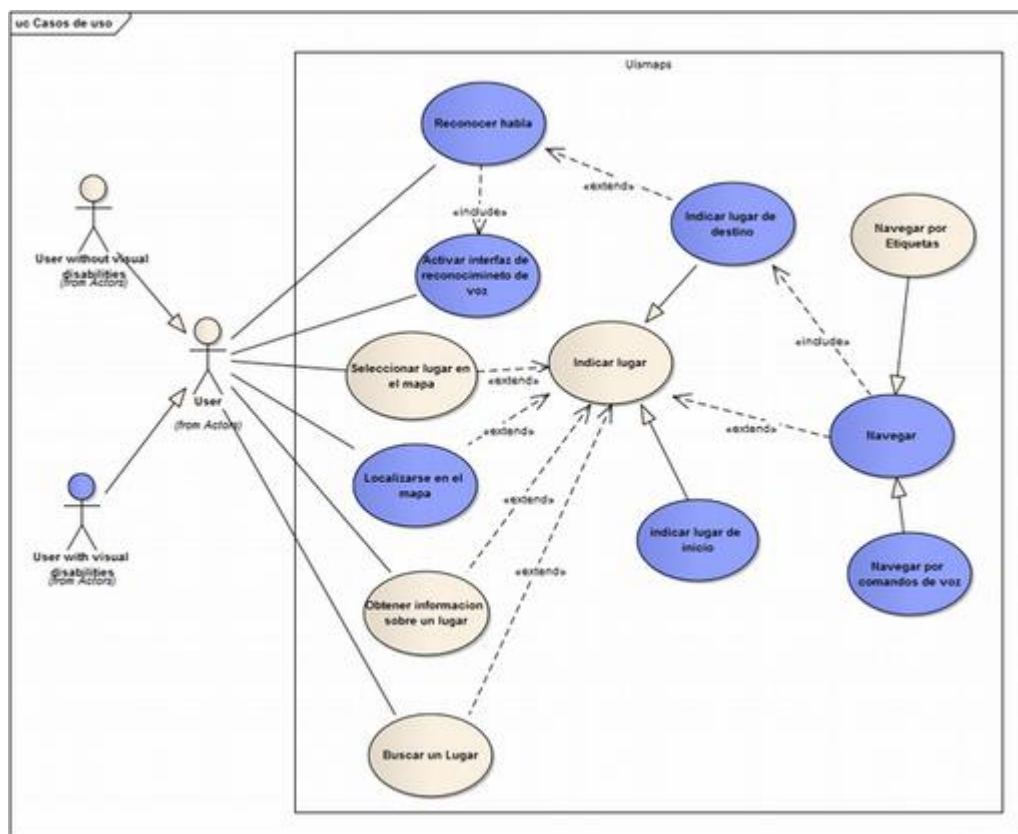 uc Casos de uso
Uismaps
Reconocer habla
«extend»
«include»
Indicar lugar de
destino
Navegar por
Etiquetas
User without visual
disabilities
(from Actors)
Activar interfaz de
reconocimineto de
voz
«include»
Seleccionar lugar en
el mapa
«extend»
Indicar lugar
User
(from Actors)
«extend»
«extend»
Navegar
Localizarse en el
mapa
«extend»
indicar lugar de
inicio
User with visual
disabilities
(from Actors)
«extend»
Navegar por
comandos de voz
Obtener informacion
sobre un lugar
Buscar un Lugar